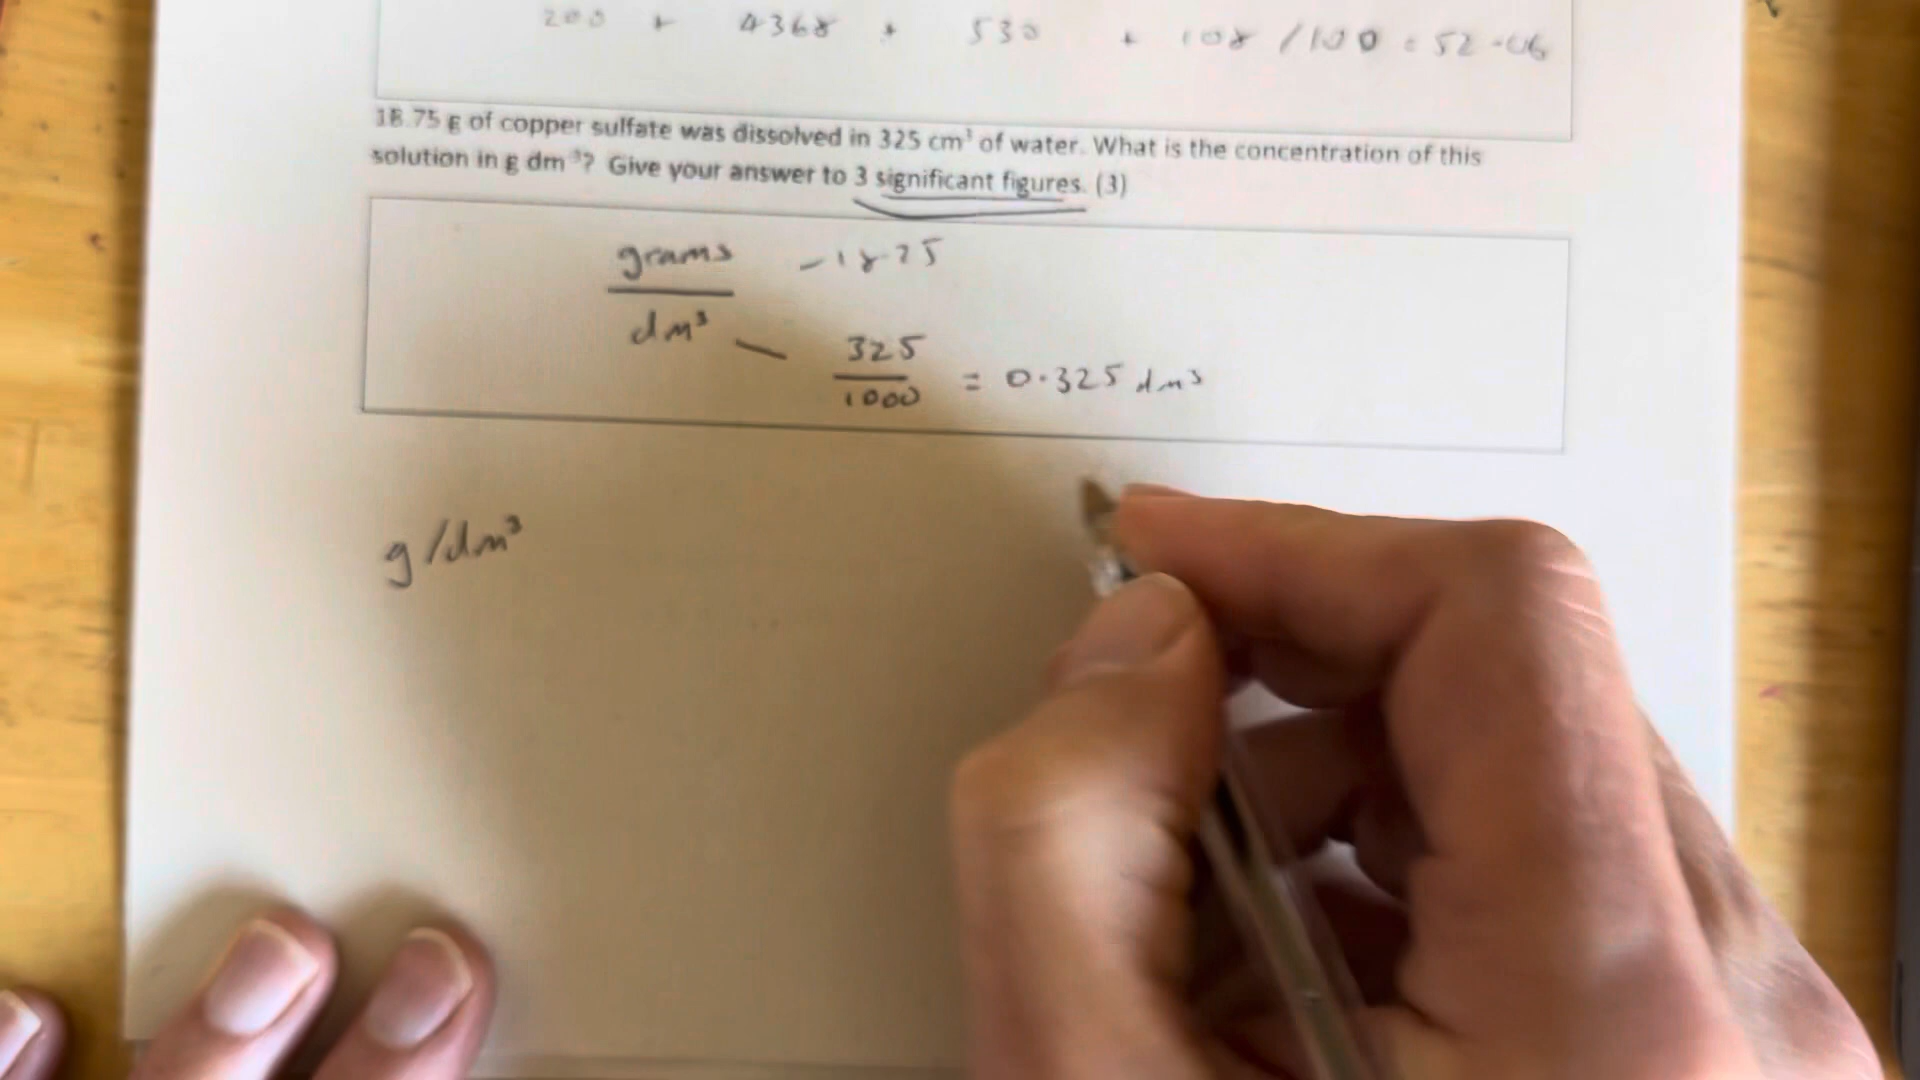 200 + 4368 + 530 + 108 /100 = 52.06
18.75 g of copper sulfate was dissolved in 325 cm³ of water. What is the concentration of this
solution in g dm⁻³? Give your answer to 3 significant figures. (3)
grams – 18.75
dm³ – 325/1000 = 0.325 dm³
g/dm³